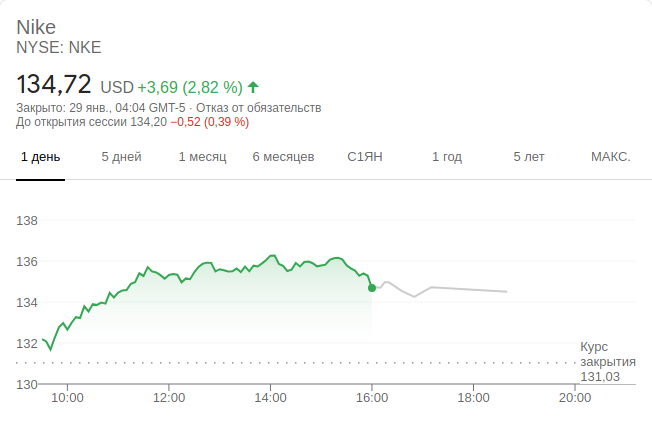 Nike
NYSE: NKE
134,72 USD +3,69 (2,82 %)
Закрыто: 29 янв., 04:04 GMT-5 · Отказ от обязательств
До открытия сессии 134,20 −0,52 (0,39 %)
1 день 5 дней 1 месяц 6 месяцев С1ЯН 1 год 5 лет МАКС.
138
136
134
132
Курс
закрытия
131,03
130
10:00 12:00 14:00 16:00 18:00 20:00